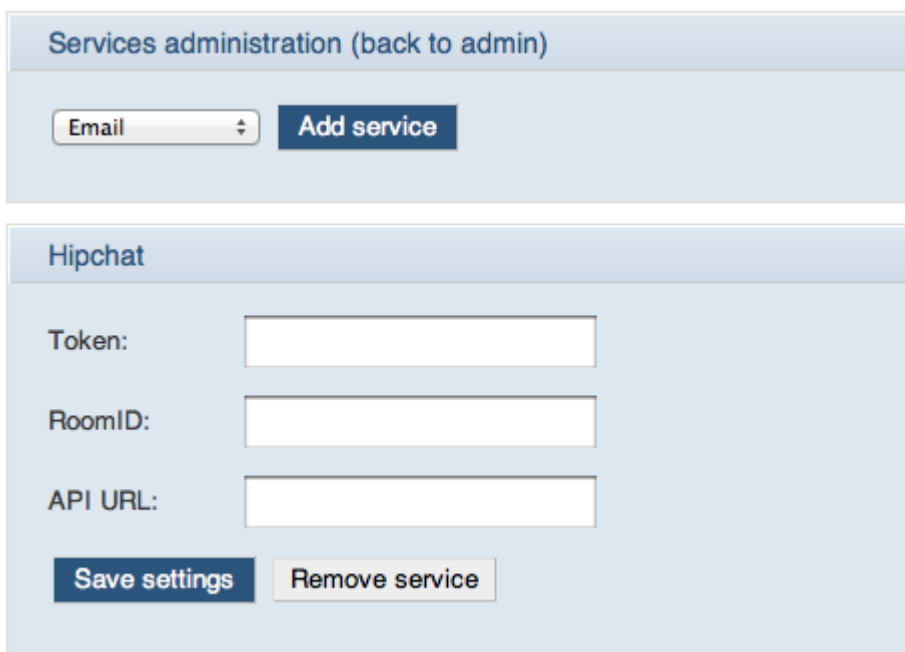 Services administration (back to admin)
Email Add service
Hipchat
Token:
RoomID:
API URL:
Save settings Remove service